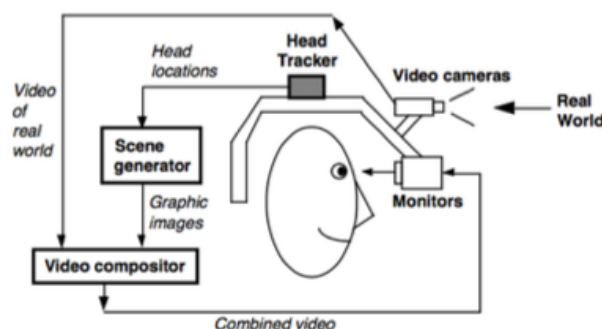 Head
Tracker
Head
locations
Video cameras
Video
of
real
world
Real
World
Scene
generator
Graphic
images
Monitors
Video compositor
Combined video